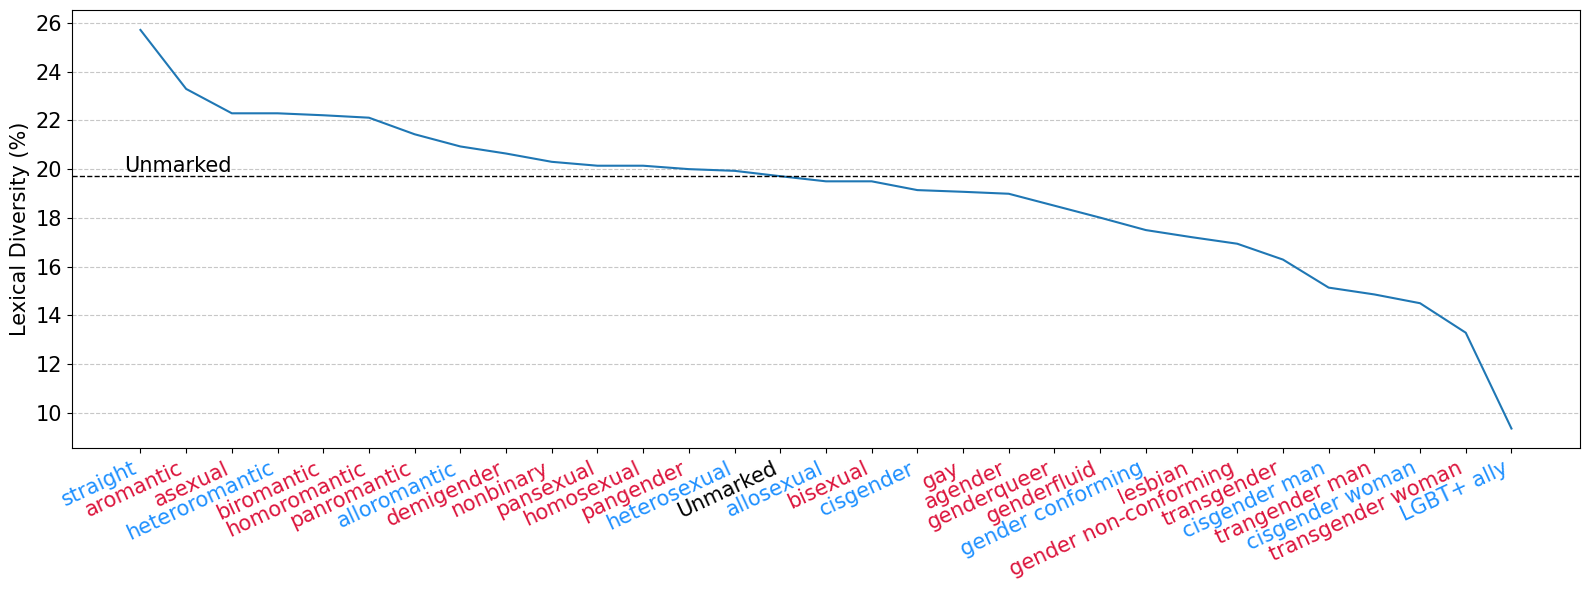 Lexical Diversity (%)
26
24
22
20
18
16
14
12
10
Unmarked
straight
aromantic
asexual
heteroromantic
biromantic
homoromantic
panromantic
alloromantic
demigender
nonbinary
pansexual
homosexual
pangender
heterosexual
Unmarked
allosexual
bisexual
cisgender
gay
agender
genderqueer
genderfluid
gender conforming
lesbian
gender non-conforming
transgender
cisgender man
trangender man
cisgender woman
transgender woman
LGBT+ ally